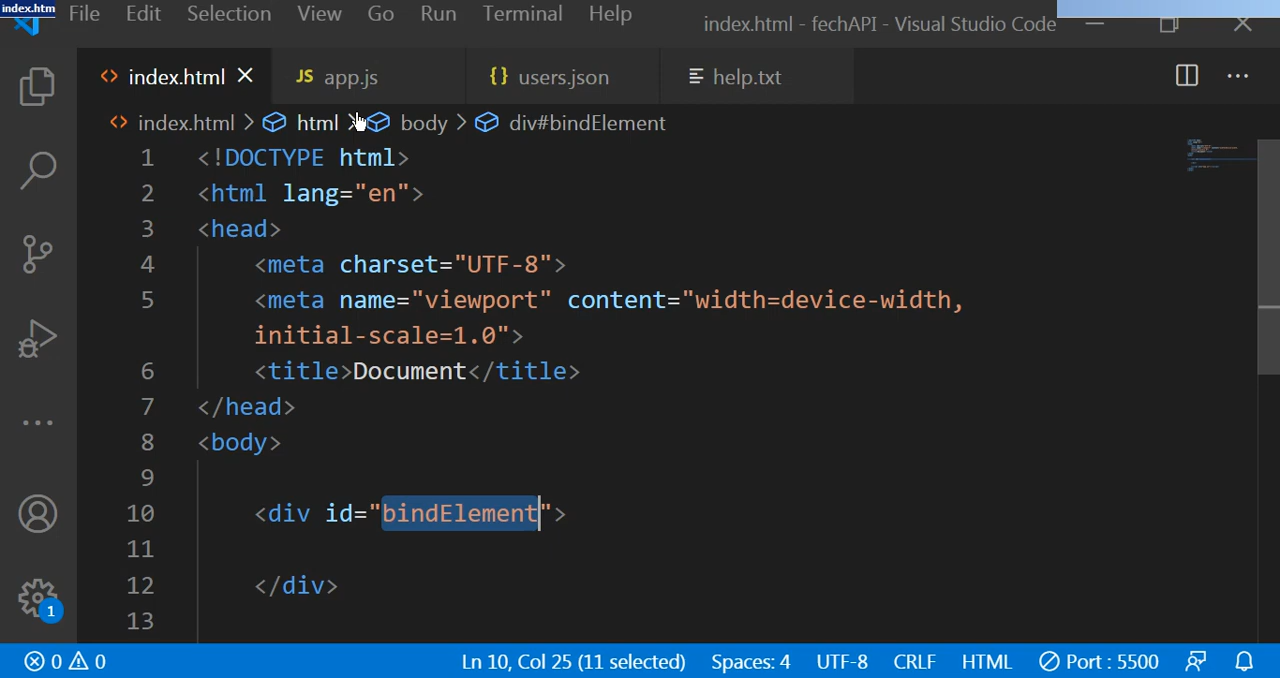 index.htm
File Edit Selection View Go Run Terminal Help
index.html - fechAPI - Visual Studio Code
index.html
JS app.js
{} users.json
help.txt
index.html > html > body > div#bindElement
1 <!DOCTYPE html>
2 <html lang="en">
3 <head>
4 <meta charset="UTF-8">
5 <meta name="viewport" content="width=device-width,
initial-scale=1.0">
6 <title>Document</title>
7 </head>
8 <body>
9
10 <div id="bindElement">
11
12 </div>
13
1
0 0 Ln 10, Col 25 (11 selected) Spaces: 4 UTF-8 CRLF HTML Port : 5500